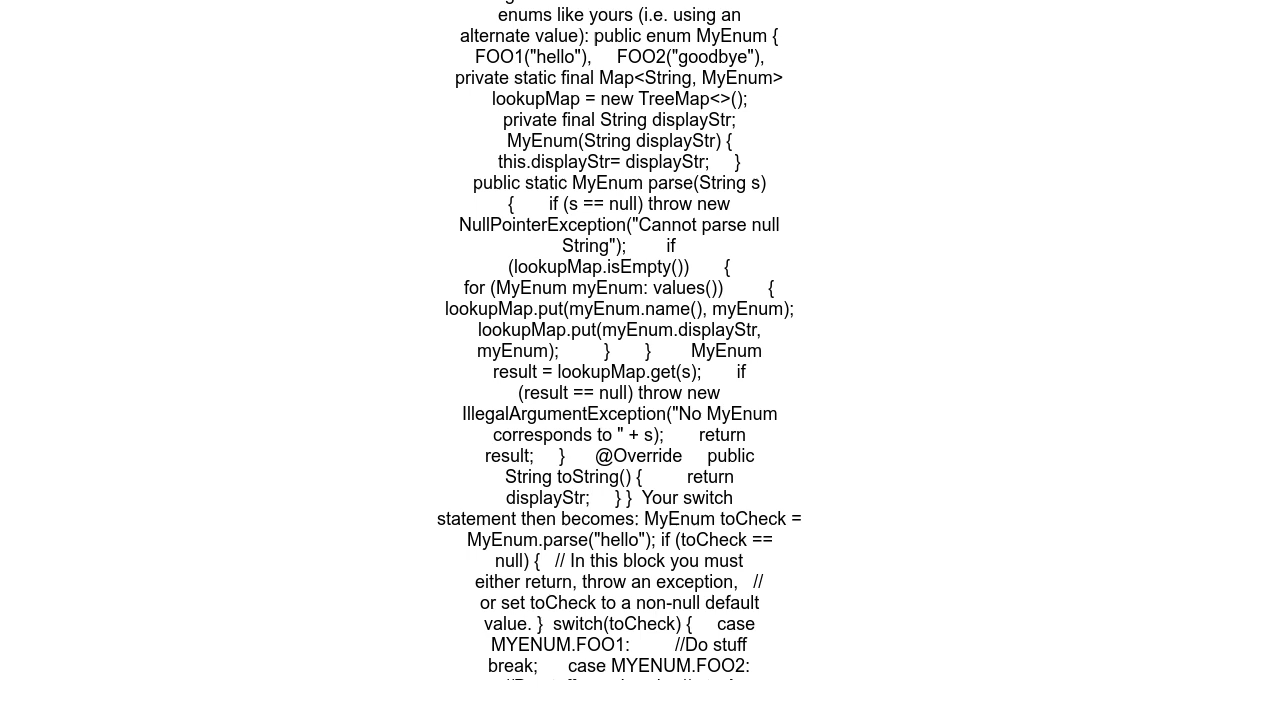 enums like yours (i.e. using an
alternate value): public enum MyEnum {
FOO1("hello"),     FOO2("goodbye"),
private static final Map<String, MyEnum>
lookupMap = new TreeMap<>();
private final String displayStr;
MyEnum(String displayStr) {
this.displayStr= displayStr;     }
public static MyEnum parse(String s)
{       if (s == null) throw new
NullPointerException("Cannot parse null
String");        if
(lookupMap.isEmpty())       {
for (MyEnum myEnum: values())         {
lookupMap.put(myEnum.name(), myEnum);
lookupMap.put(myEnum.displayStr,
myEnum);         }       }        MyEnum
result = lookupMap.get(s);       if
(result == null) throw new
IllegalArgumentException("No MyEnum
corresponds to " + s);       return
result;     }      @Override     public
String toString() {         return
displayStr;     } }  Your switch
statement then becomes: MyEnum toCheck =
MyEnum.parse("hello"); if (toCheck ==
null) {   // In this block you must
either return, throw an exception,   //
or set toCheck to a non-null default
value. }  switch(toCheck) {     case
MYENUM.FOO1:         //Do stuff
break;      case MYENUM.FOO2: